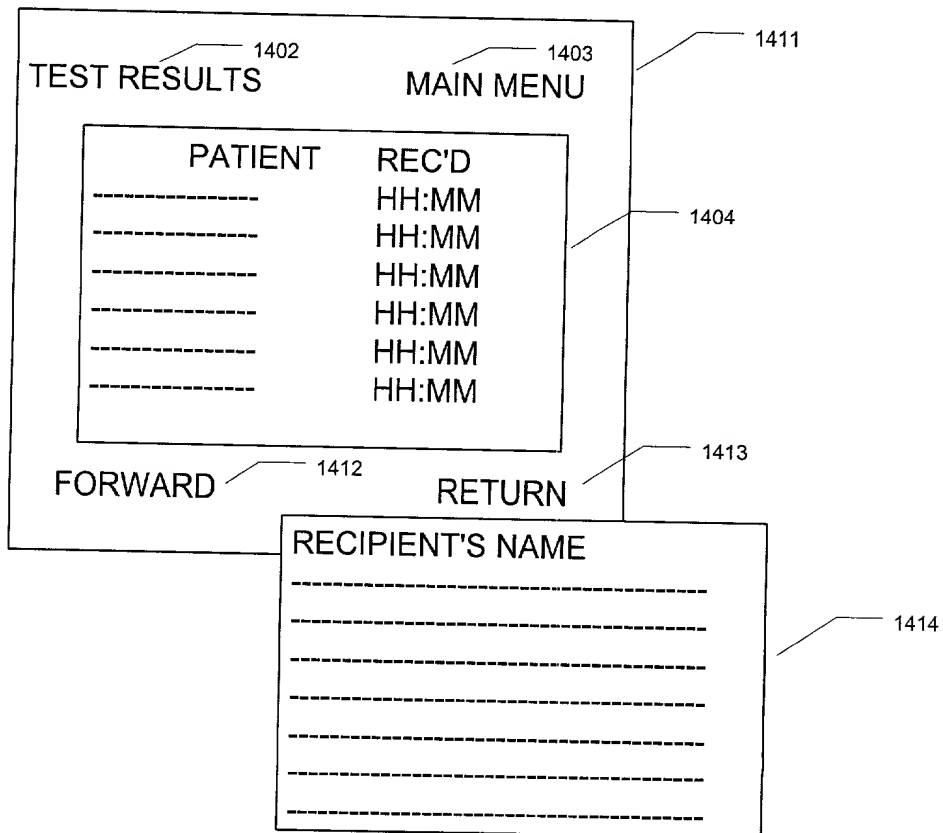 1402 1403 1411
TEST RESULTS MAIN MENU
PATIENT REC'D
--------------- HH:MM
--------------- HH:MM
1404
--------------- HH:MM
--------------- HH:MM
--------------- HH:MM
--------------- HH:MM
1412 1413
FORWARD RETURN
RECIPIENT'S NAME
1414